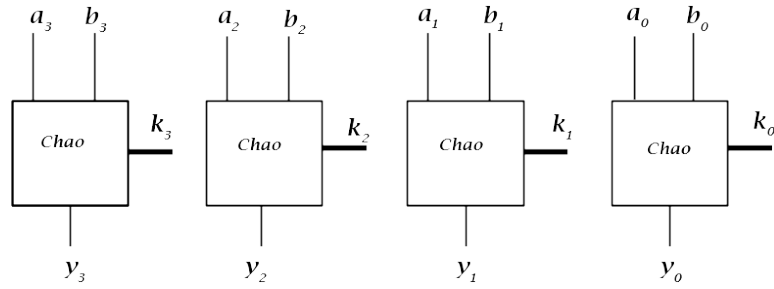 a₃ b₃ a₂ b₂ a₁ b₁ a₀ b₀
Chao k₃ Chao k₂ Chao k₁ Chao k₀
y₃ y₂ y₁ y₀